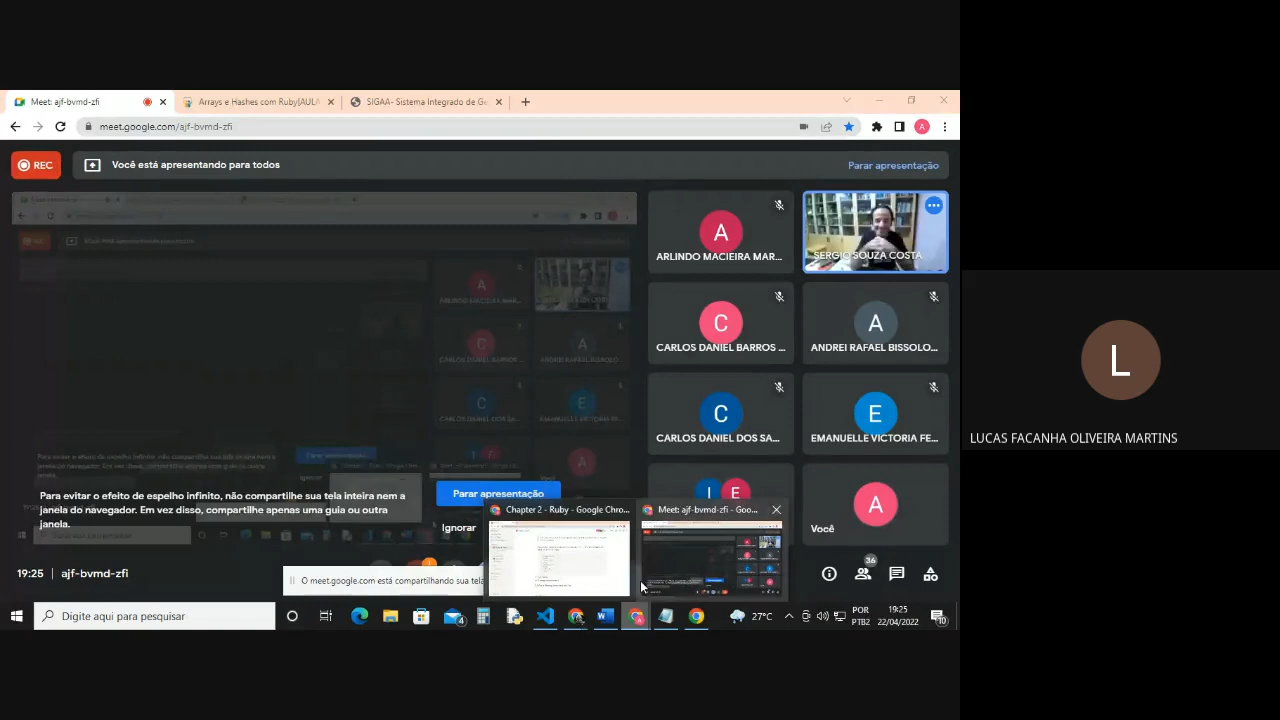 Meet: ajf-bvmd-zfi
Arrays e Hashes com Ruby(AULA
SIGAA- Sistema Integrado de Ge
meet.google.com/ajf-bvmd-zfi
REC
Você está apresentando para todos
Parar apresentação
ARLINDO MACIEIRA MAR...
SERGIO SOUZA COSTA
C
CARLOS DANIEL BARROS ...
A
ANDREI RAFAEL BISSOLO...
C
CARLOS DANIEL DOS SA...
E
EMANUELLE VICTORIA FE...
L
LUCAS FACANHA OLIVEIRA MARTINS
Para evitar o efeito de espelho infinito, não compartilhe sua tela inteira nem a
janela do navegador. Em vez disso, compartilhe apenas uma guia ou outra
janela.
Parar apresentação
Ignorar
Chapter 2 - Ruby - Google Chro...
Meet: ajf-bvmd-zfi - Goo...
I E
A
Você
19:25
ajf-bvmd-zfi
O meet.google.com está compartilhando sua tela
36
Digite aqui para pesquisar
4
27°C
POR
PTB2
19:25
22/04/2022
10